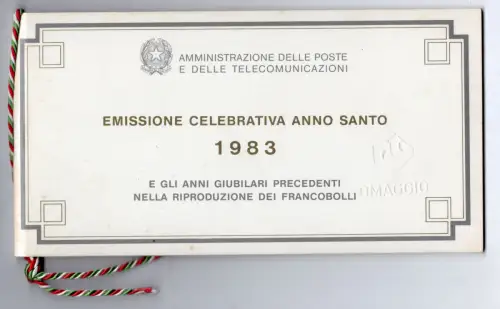 AMMINISTRAZIONE DELLE POSTE
E DELLE TELECOMUNICAZIONI
EMISSIONE CELEBRATIVA ANNO SANTO
1983
E GLI ANNI GIUBILARI PRECEDENTI
NELLA RIPRODUZIONE DEI FRANCOBOLLI
OMAGGIO